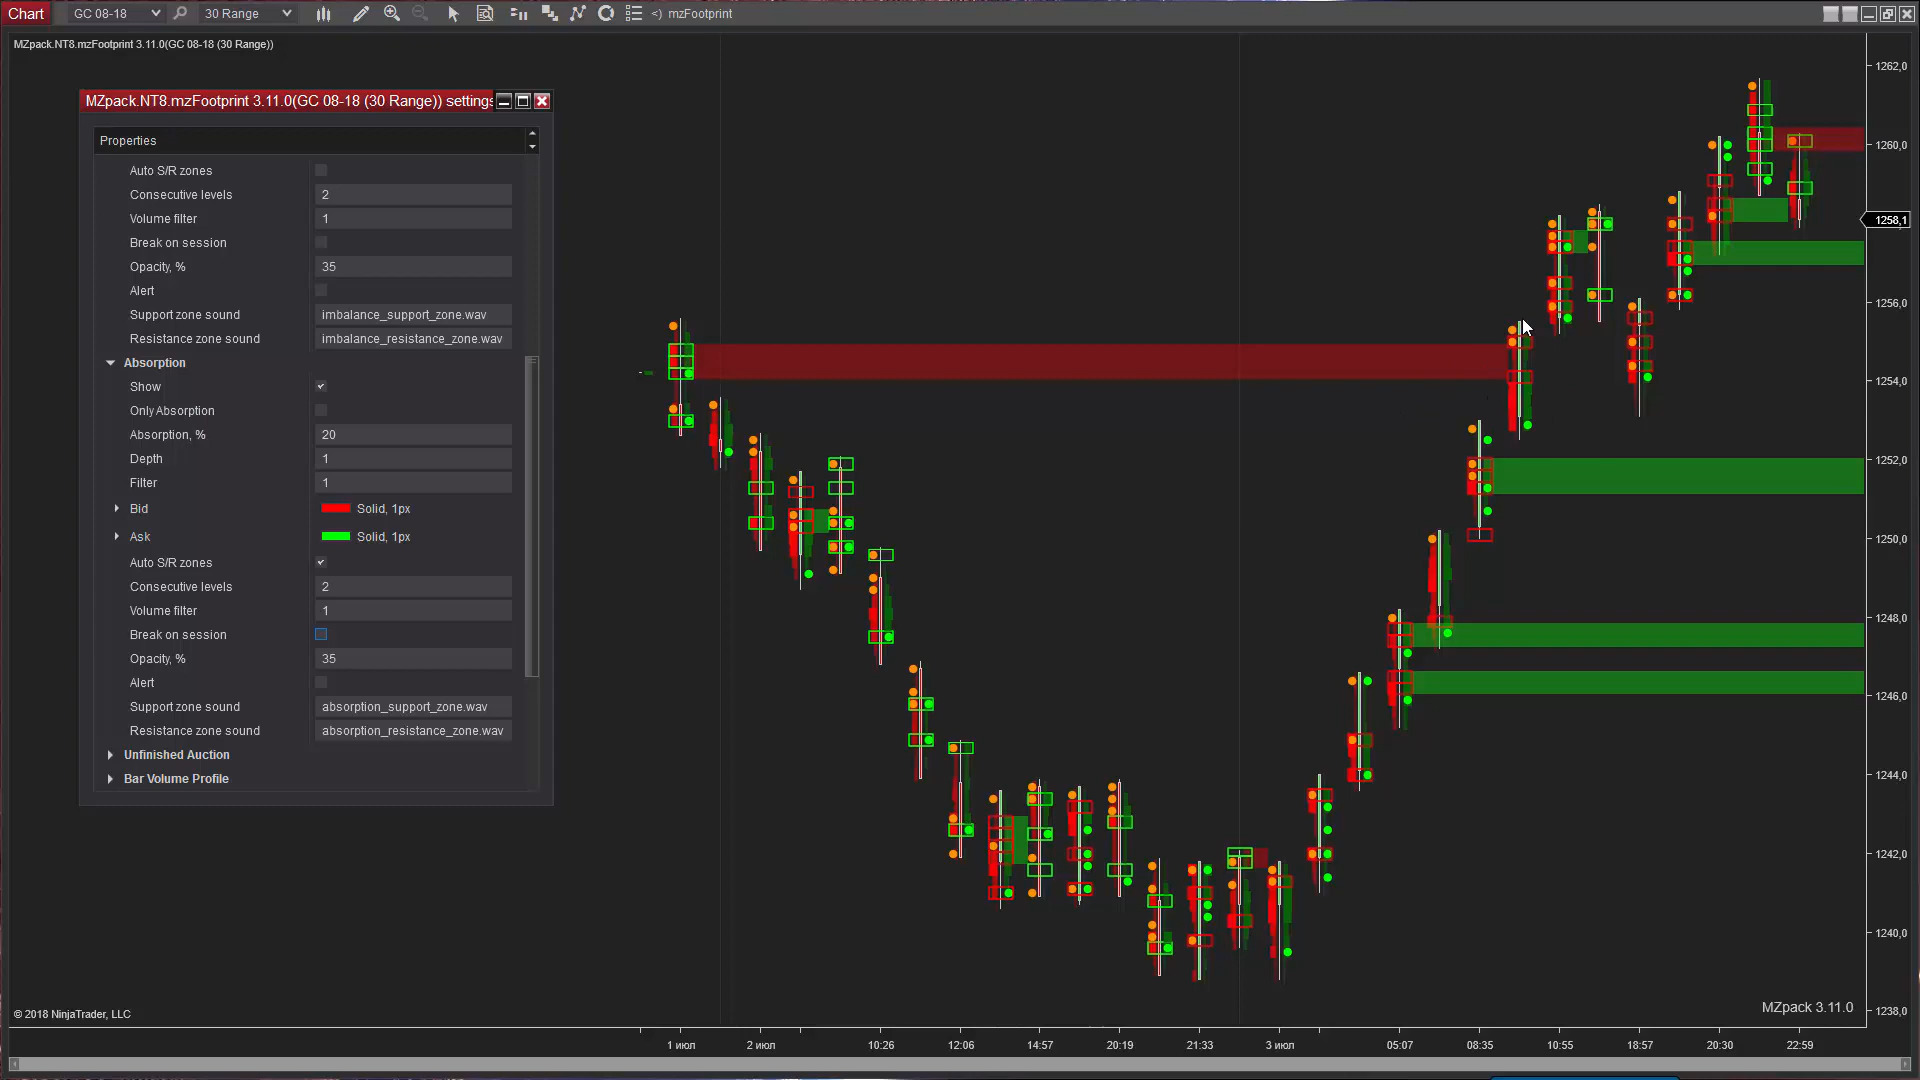 Chart
GC 08-18
30 Range
mzFootprint
MZpack.NT8.mzFootprint 3.11.0(GC 08-18 (30 Range))
MZpack.NT8.mzFootprint 3.11.0(GC 08-18 (30 Range)) settings
Properties
Auto S/R zones
Consecutive levels 2
Volume filter 1
Break on session
Opacity, % 35
Alert
Support zone sound imbalance_support_zone.wav
Resistance zone sound imbalance_resistance_zone.wav
Absorption
Show
Only Absorption
Absorption, % 20
Depth 1
Filter 1
Bid Solid, 1px
Ask Solid, 1px
Auto S/R zones
Consecutive levels 2
Volume filter 1
Break on session
Opacity, % 35
Alert
Support zone sound absorption_support_zone.wav
Resistance zone sound absorption_resistance_zone.wav
Unfinished Auction
Bar Volume Profile
1262,0
1260,0
1258,1
1256,0
1254,0
1252,0
1250,0
1248,0
1246,0
1244,0
1242,0
1240,0
1238,0
MZpack 3.11.0
© 2018 NinjaTrader, LLC
1 июл
2 июл
10:26
12:06
14:57
20:19
21:33
3 июл
05:07
08:35
10:55
18:57
20:30
22:59